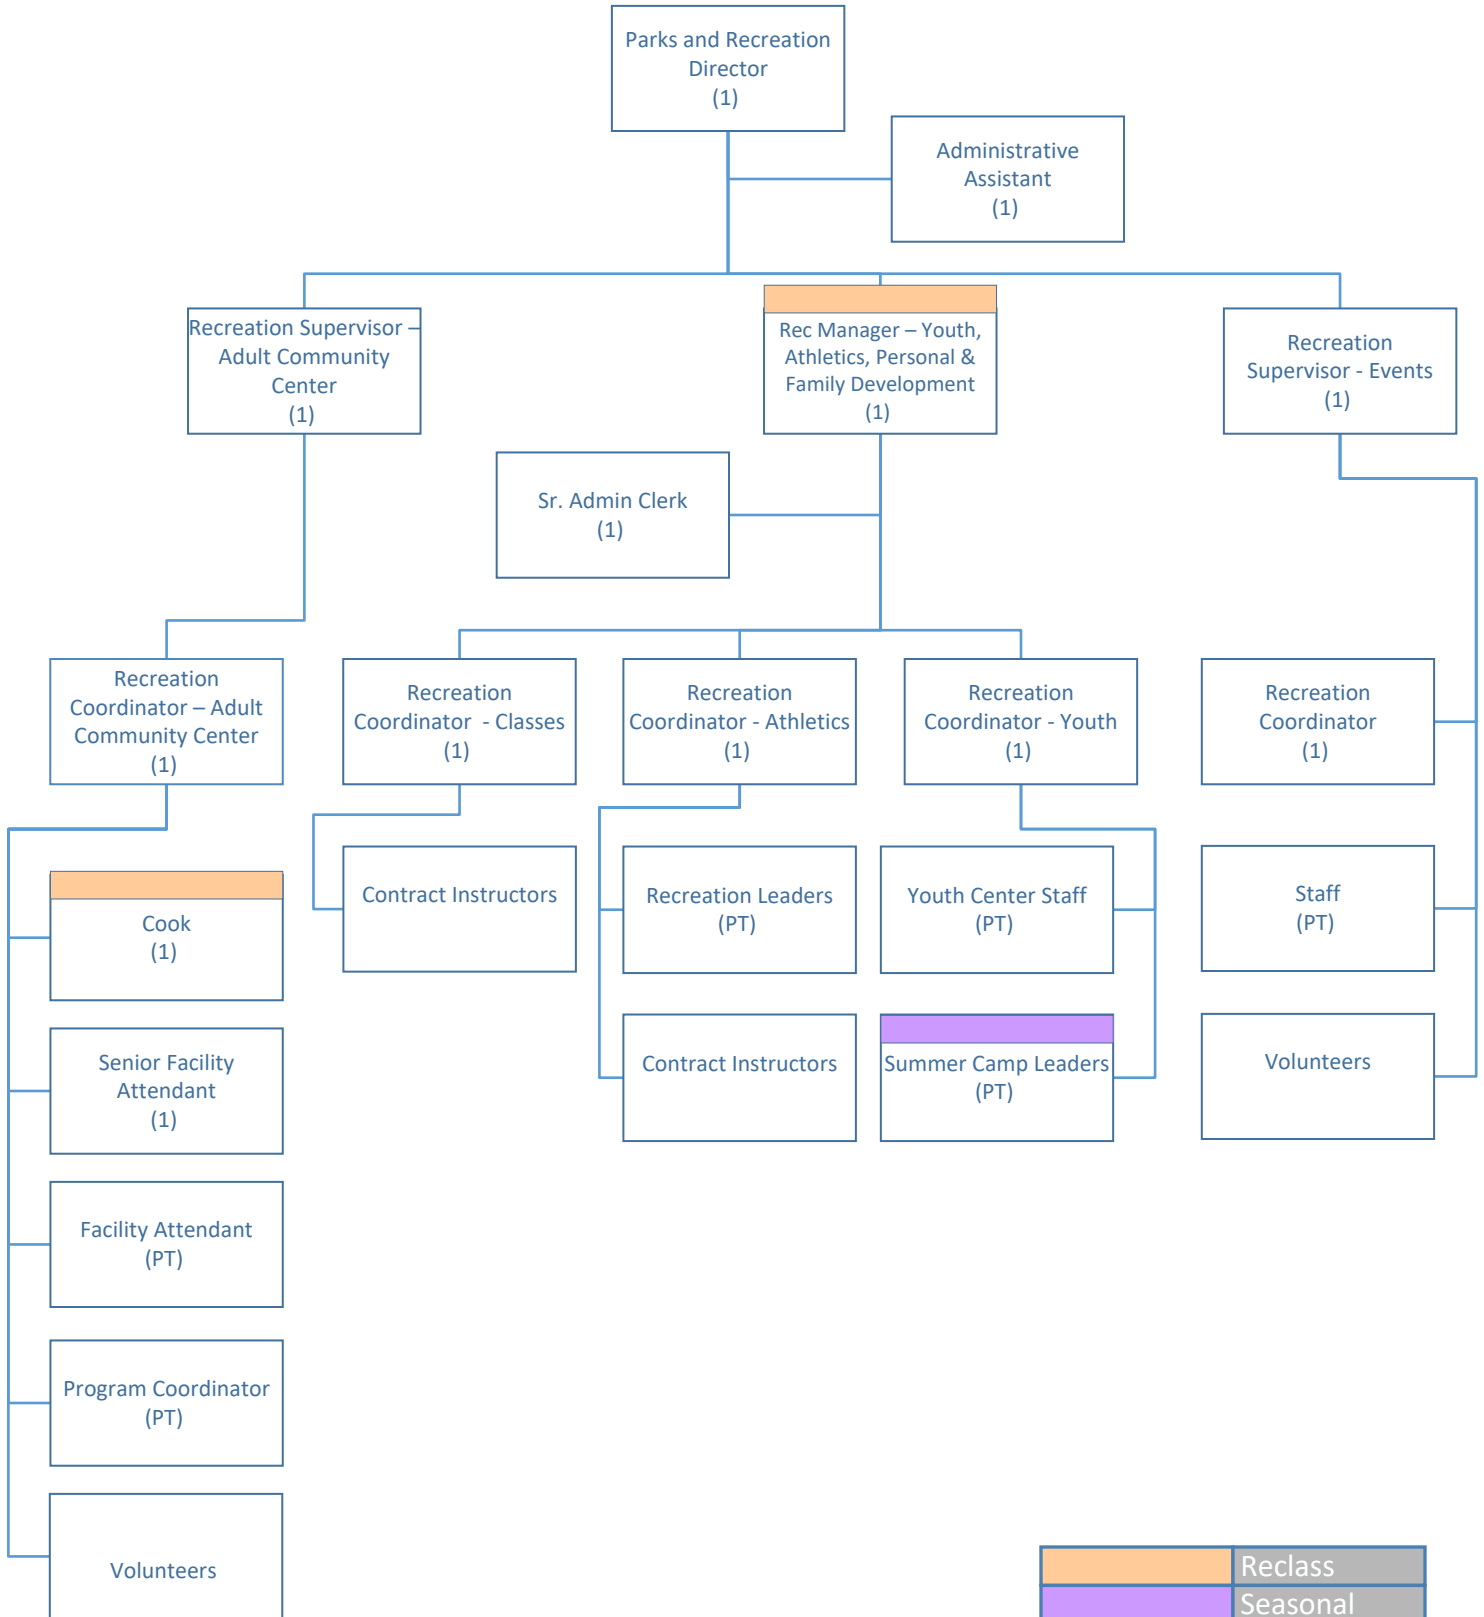 Parks and Recreation
Director
(1)
Administrative
Assistant
(1)
Recreation Supervisor –
Adult Community
Center
(1)
Rec Manager – Youth,
Athletics, Personal &
Family Development
(1)
Recreation
Supervisor - Events
(1)
Sr. Admin Clerk
(1)
Recreation
Coordinator – Adult
Community Center
(1)
Recreation
Coordinator  - Classes
(1)
Recreation
Coordinator - Athletics
(1)
Recreation
Coordinator - Youth
(1)
Recreation
Coordinator
(1)
Cook
(1)
Contract Instructors
Recreation Leaders
(PT)
Youth Center Staff
(PT)
Staff
(PT)
Senior Facility
Attendant
(1)
Contract Instructors
Summer Camp Leaders
(PT)
Volunteers
Facility Attendant
(PT)
Program Coordinator
(PT)
Volunteers
Reclass
Seasonal